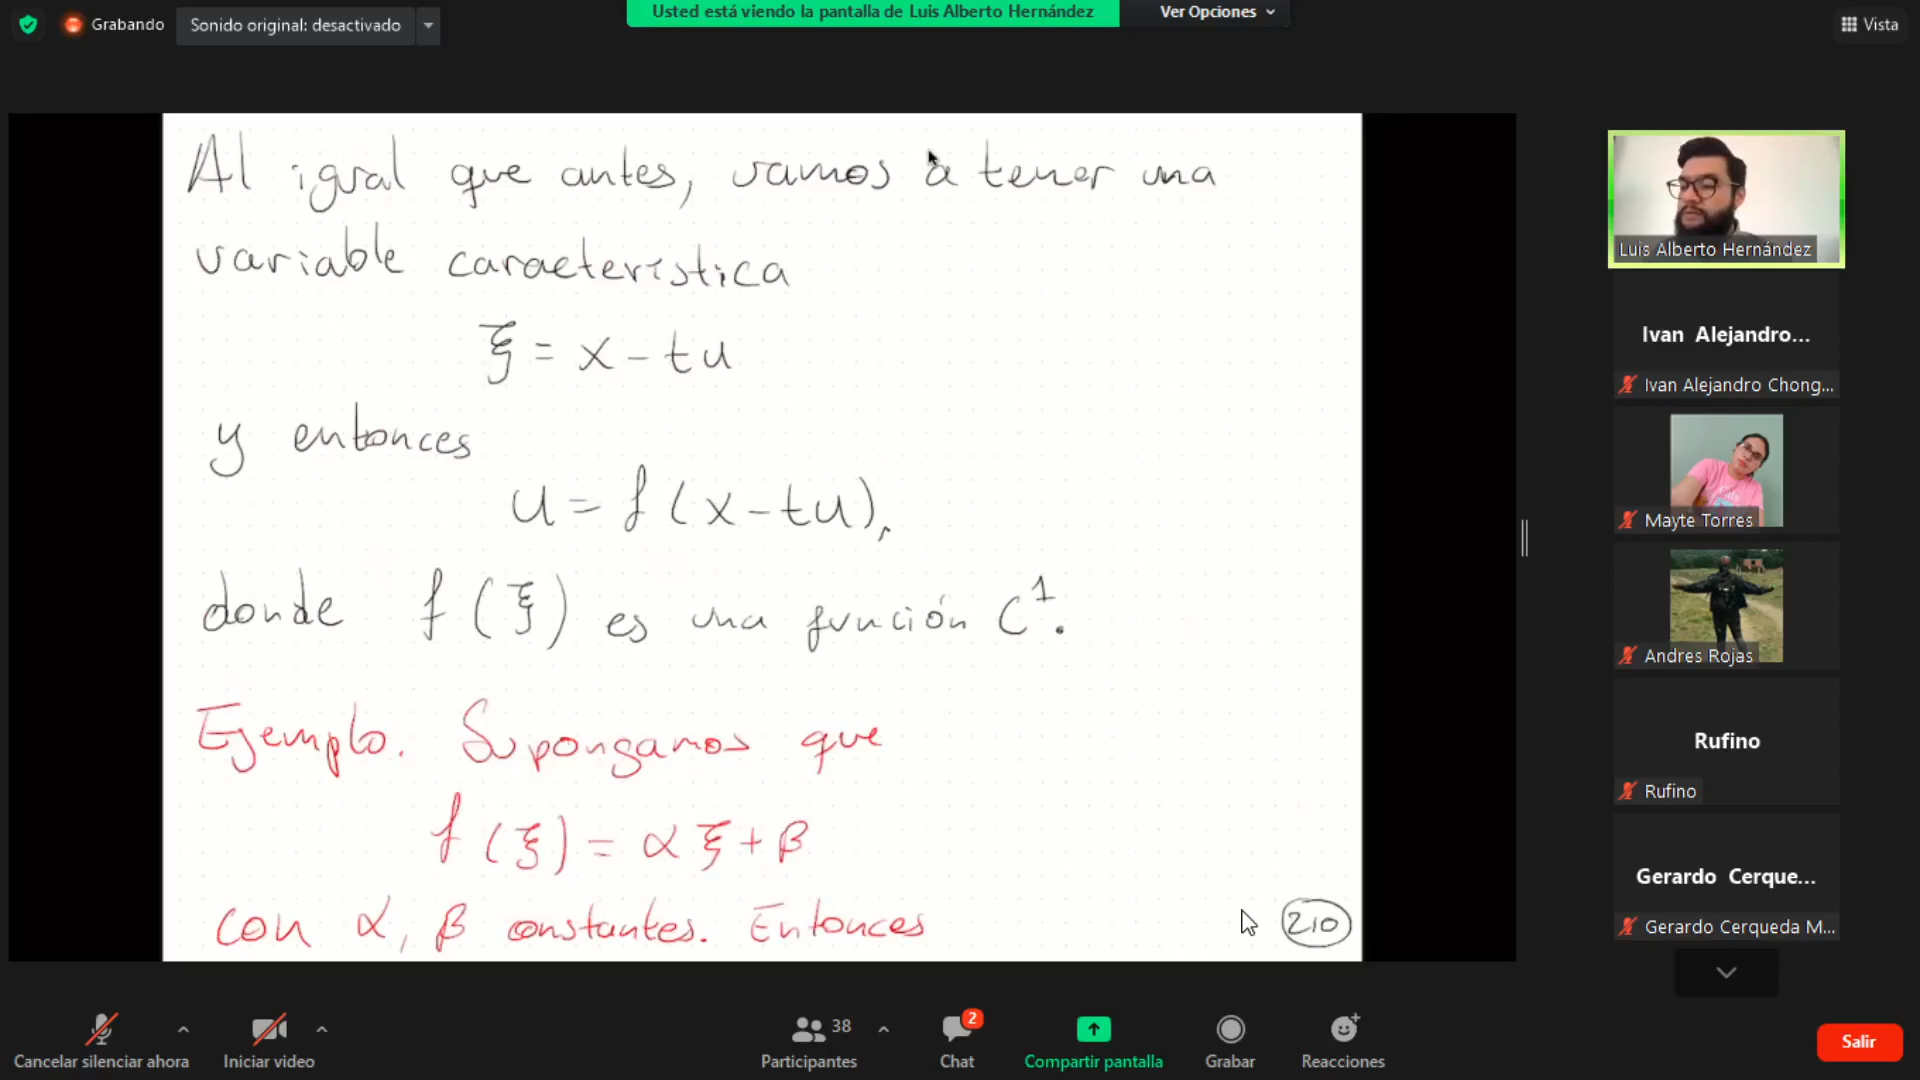 Grabando
Sonido original: desactivado
Usted está viendo la pantalla de Luis Alberto Hernández
Ver Opciones
Vista
Al igual que antes, vamos a tener una
variable característica
ξ = x - tu
y entonces
u = f(x - tu),
donde f(ξ) es una función C¹.
Ejemplo. Supongamos que
f(ξ) = αξ + β
con α, β constantes. Entonces
210
Luis Alberto Hernández
Ivan Alejandro...
Ivan Alejandro Chong...
Mayte Torres
Andres Rojas
Rufino
Rufino
Gerardo Cerque...
Gerardo Cerqueda M...
Cancelar silenciar ahora
Iniciar video
38
Participantes
2
Chat
Compartir pantalla
Grabar
Reacciones
Salir